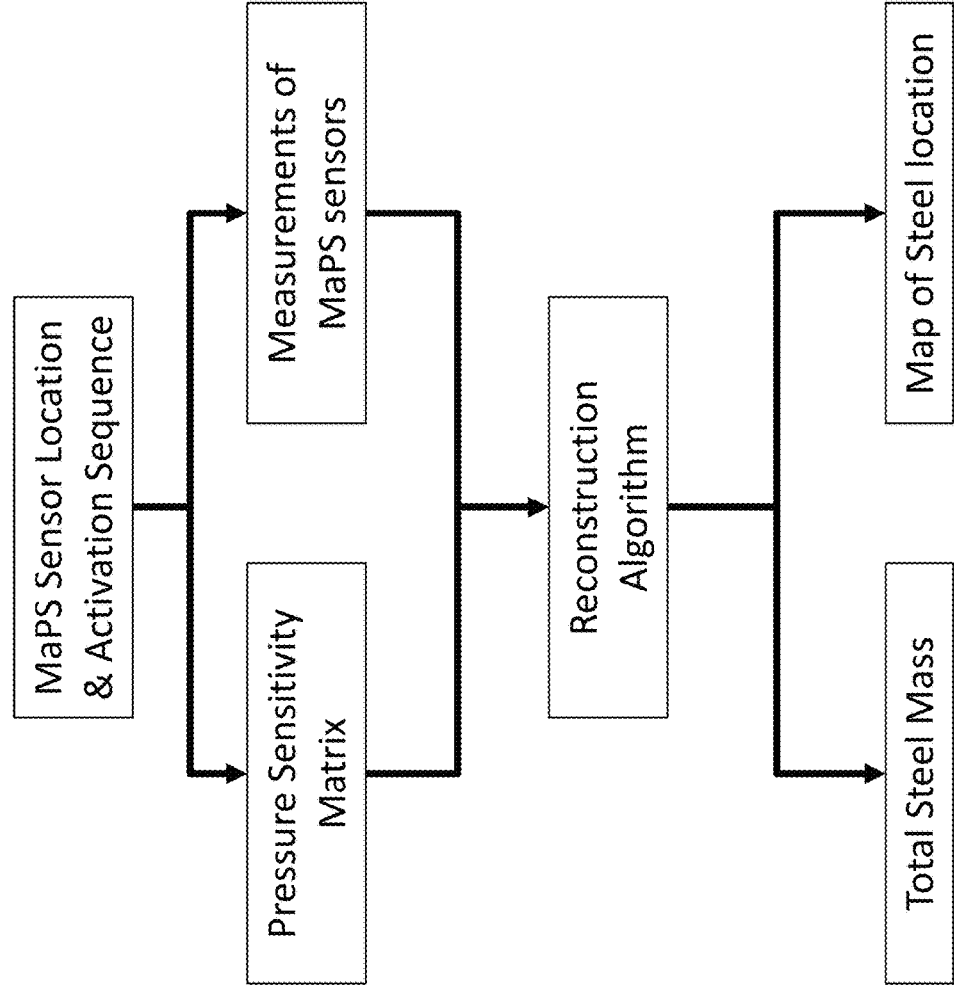 MaPS Sensor Location
& Activation Sequence
Pressure Sensitivity
Matrix
Measurements of
MaPS sensors
Reconstruction
Algorithm
Total Steel Mass
Map of Steel location